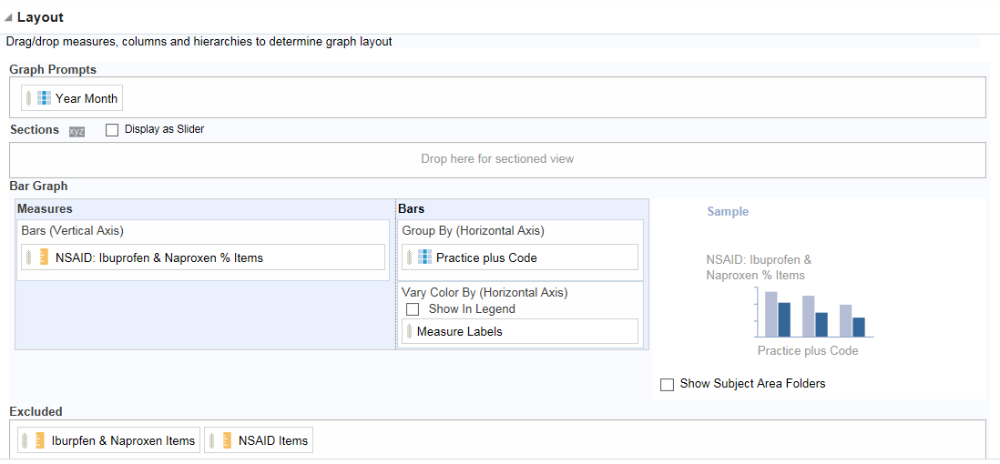 Layout
Drag/drop measures, columns and hierarchies to determine graph layout
Graph Prompts
Year Month
Sections xyz Display as Slider
Drop here for sectioned view
Bar Graph
Measures
Bars (Vertical Axis)
NSAID: Ibuprofen & Naproxen % Items
Bars
Group By (Horizontal Axis)
Practice plus Code
Vary Color By (Horizontal Axis)
Show In Legend
Measure Labels
Sample
NSAID: Ibuprofen &
Naproxen % Items
Practice plus Code
Show Subject Area Folders
Excluded
Iburpfen & Naproxen Items
NSAID Items